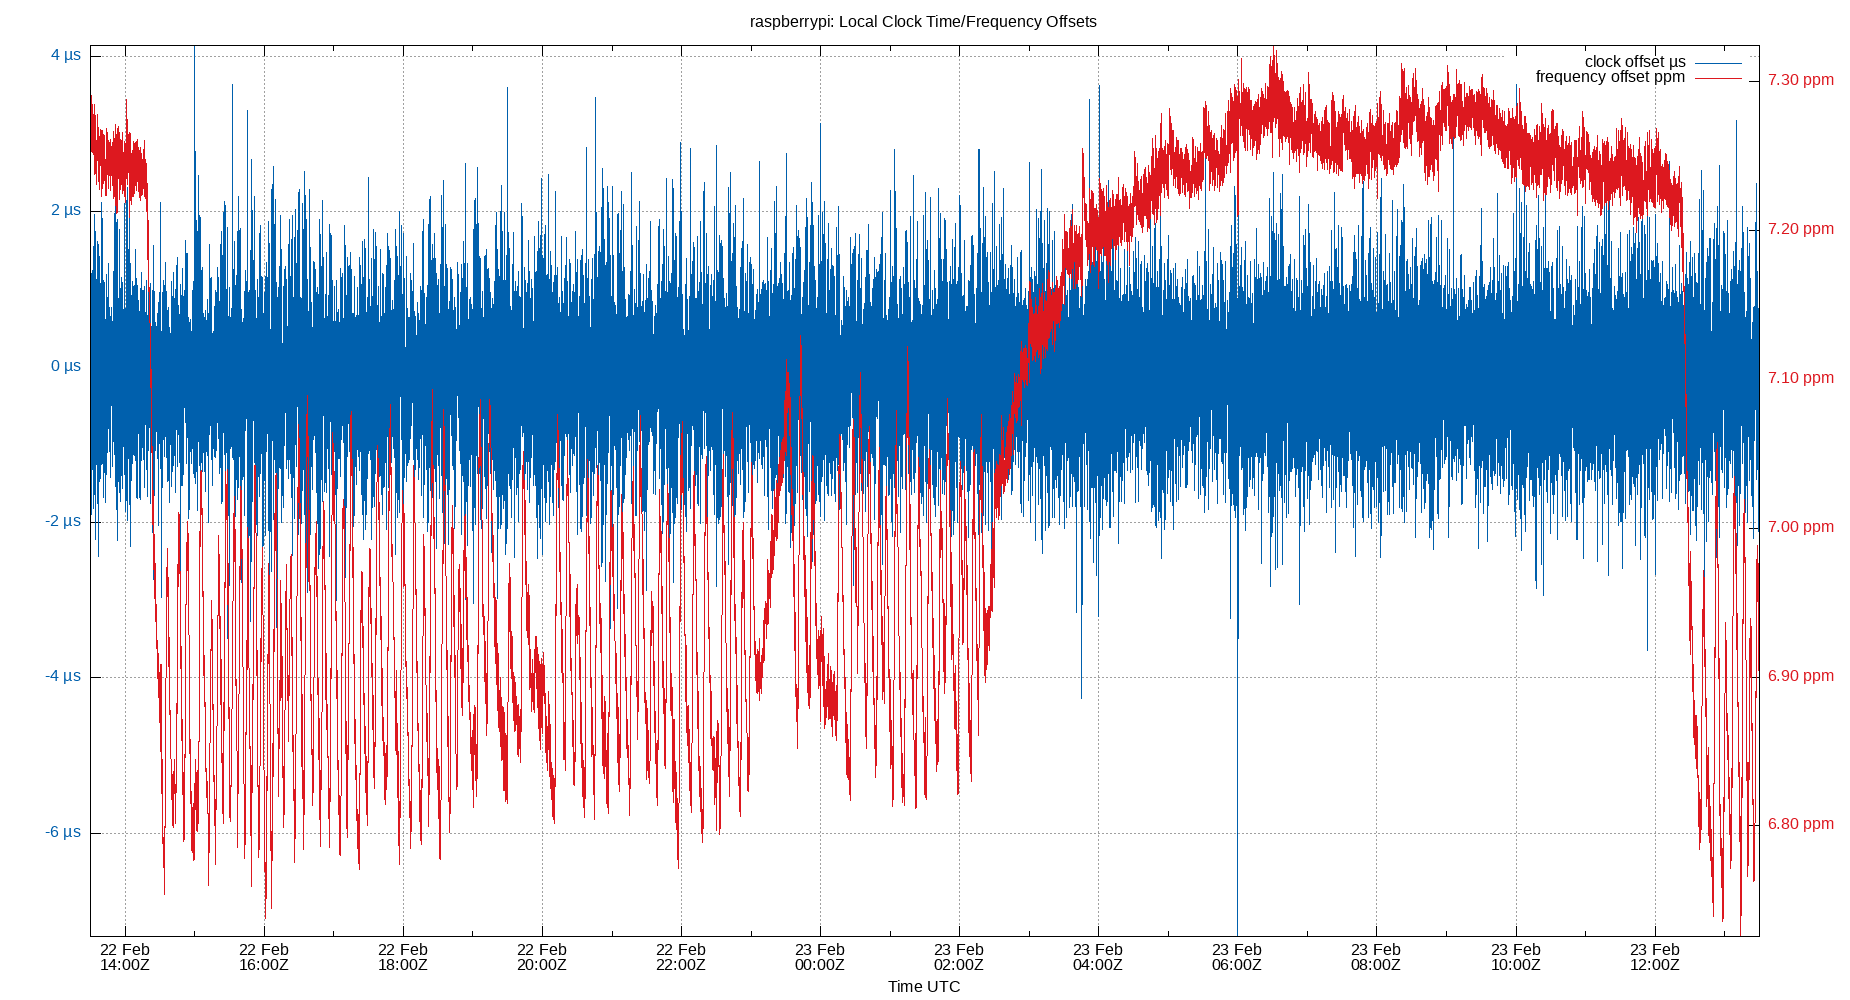 raspberrypi: Local Clock Time/Frequency Offsets
clock offset µs
frequency offset ppm
4 µs
2 µs
0 µs
-2 µs
-4 µs
-6 µs
7.30 ppm
7.20 ppm
7.10 ppm
7.00 ppm
6.90 ppm
6.80 ppm
22 Feb 22 Feb 22 Feb 22 Feb 22 Feb 23 Feb 23 Feb 23 Feb 23 Feb 23 Feb 23 Feb 23 Feb
14:00Z 16:00Z 18:00Z 20:00Z 22:00Z 00:00Z 02:00Z 04:00Z 06:00Z 08:00Z 10:00Z 12:00Z
Time UTC